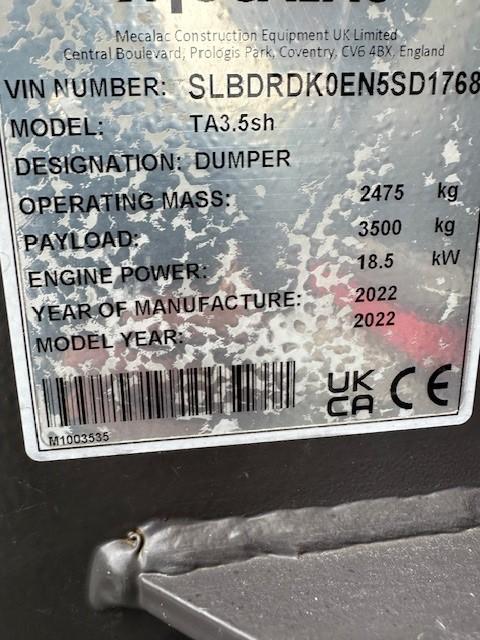 MECALAC
Mecalac Construction Equipment UK Limited
Central Boulevard, Prologis Park, Coventry, CV6 4BX, England
VIN NUMBER: SLBDRDK0EN5SD1768
MODEL: TA3.5sh
DESIGNATION: DUMPER
OPERATING MASS: 2475 kg
PAYLOAD: 3500 kg
ENGINE POWER: 18.5 kW
YEAR OF MANUFACTURE: 2022
MODEL YEAR: 2022
UK
CA CE
M1003535